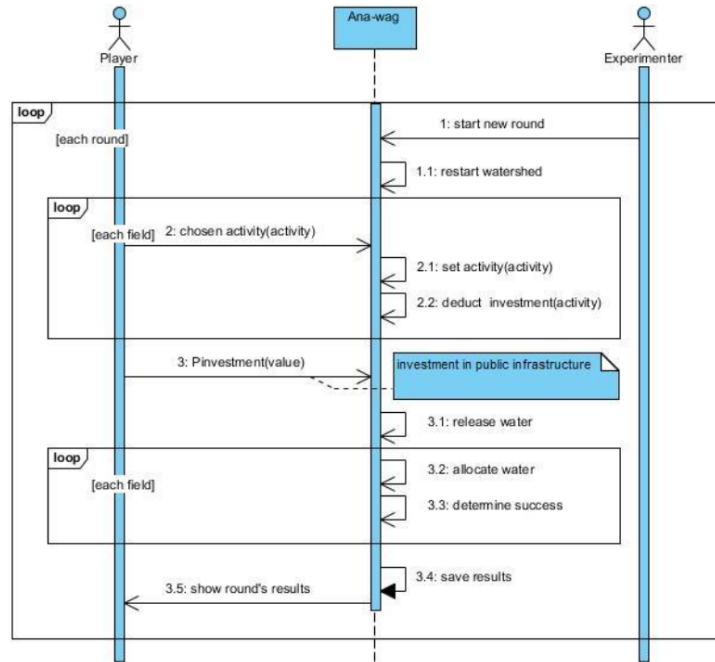 Player
Ana-wag
Experimenter
loop
[each round]
1: start new round
1.1: restart watershed
loop
[each field]
2: chosen activity(activity)
2.1: set activity(activity)
2.2: deduct investment(activity)
3: Pinvestment(value)
investment in public infrastructure
3.1: release water
loop
[each field]
3.2: allocate water
3.3: determine success
3.4: save results
3.5: show round's results